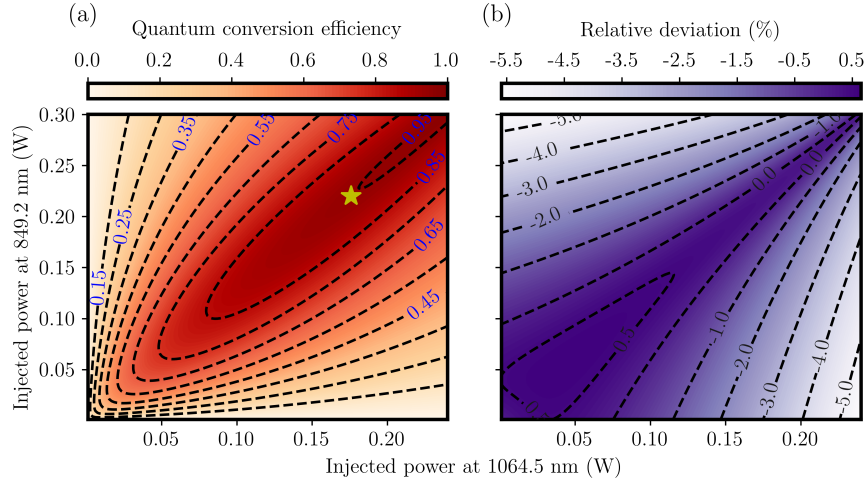 (a)
Quantum conversion efficiency
0.0 0.2 0.4 0.6 0.8 1.0
Injected power at 849.2 nm (W)
0.30
0.25
0.20
0.15
0.10
0.05
0.15
0.25
0.35
0.55
0.75
0.95
0.85
0.65
0.45
0.05 0.10 0.15 0.20
(b)
Relative deviation (%)
-5.5 -4.5 -3.5 -2.5 -1.5 -0.5 0.5
-5.0
-4.0
-3.0
-2.0
-1.0
0.0
0.0
0.5
-1.0
-2.0
-3.0
-4.0
-5.0
0.05 0.10 0.15 0.20
Injected power at 1064.5 nm (W)